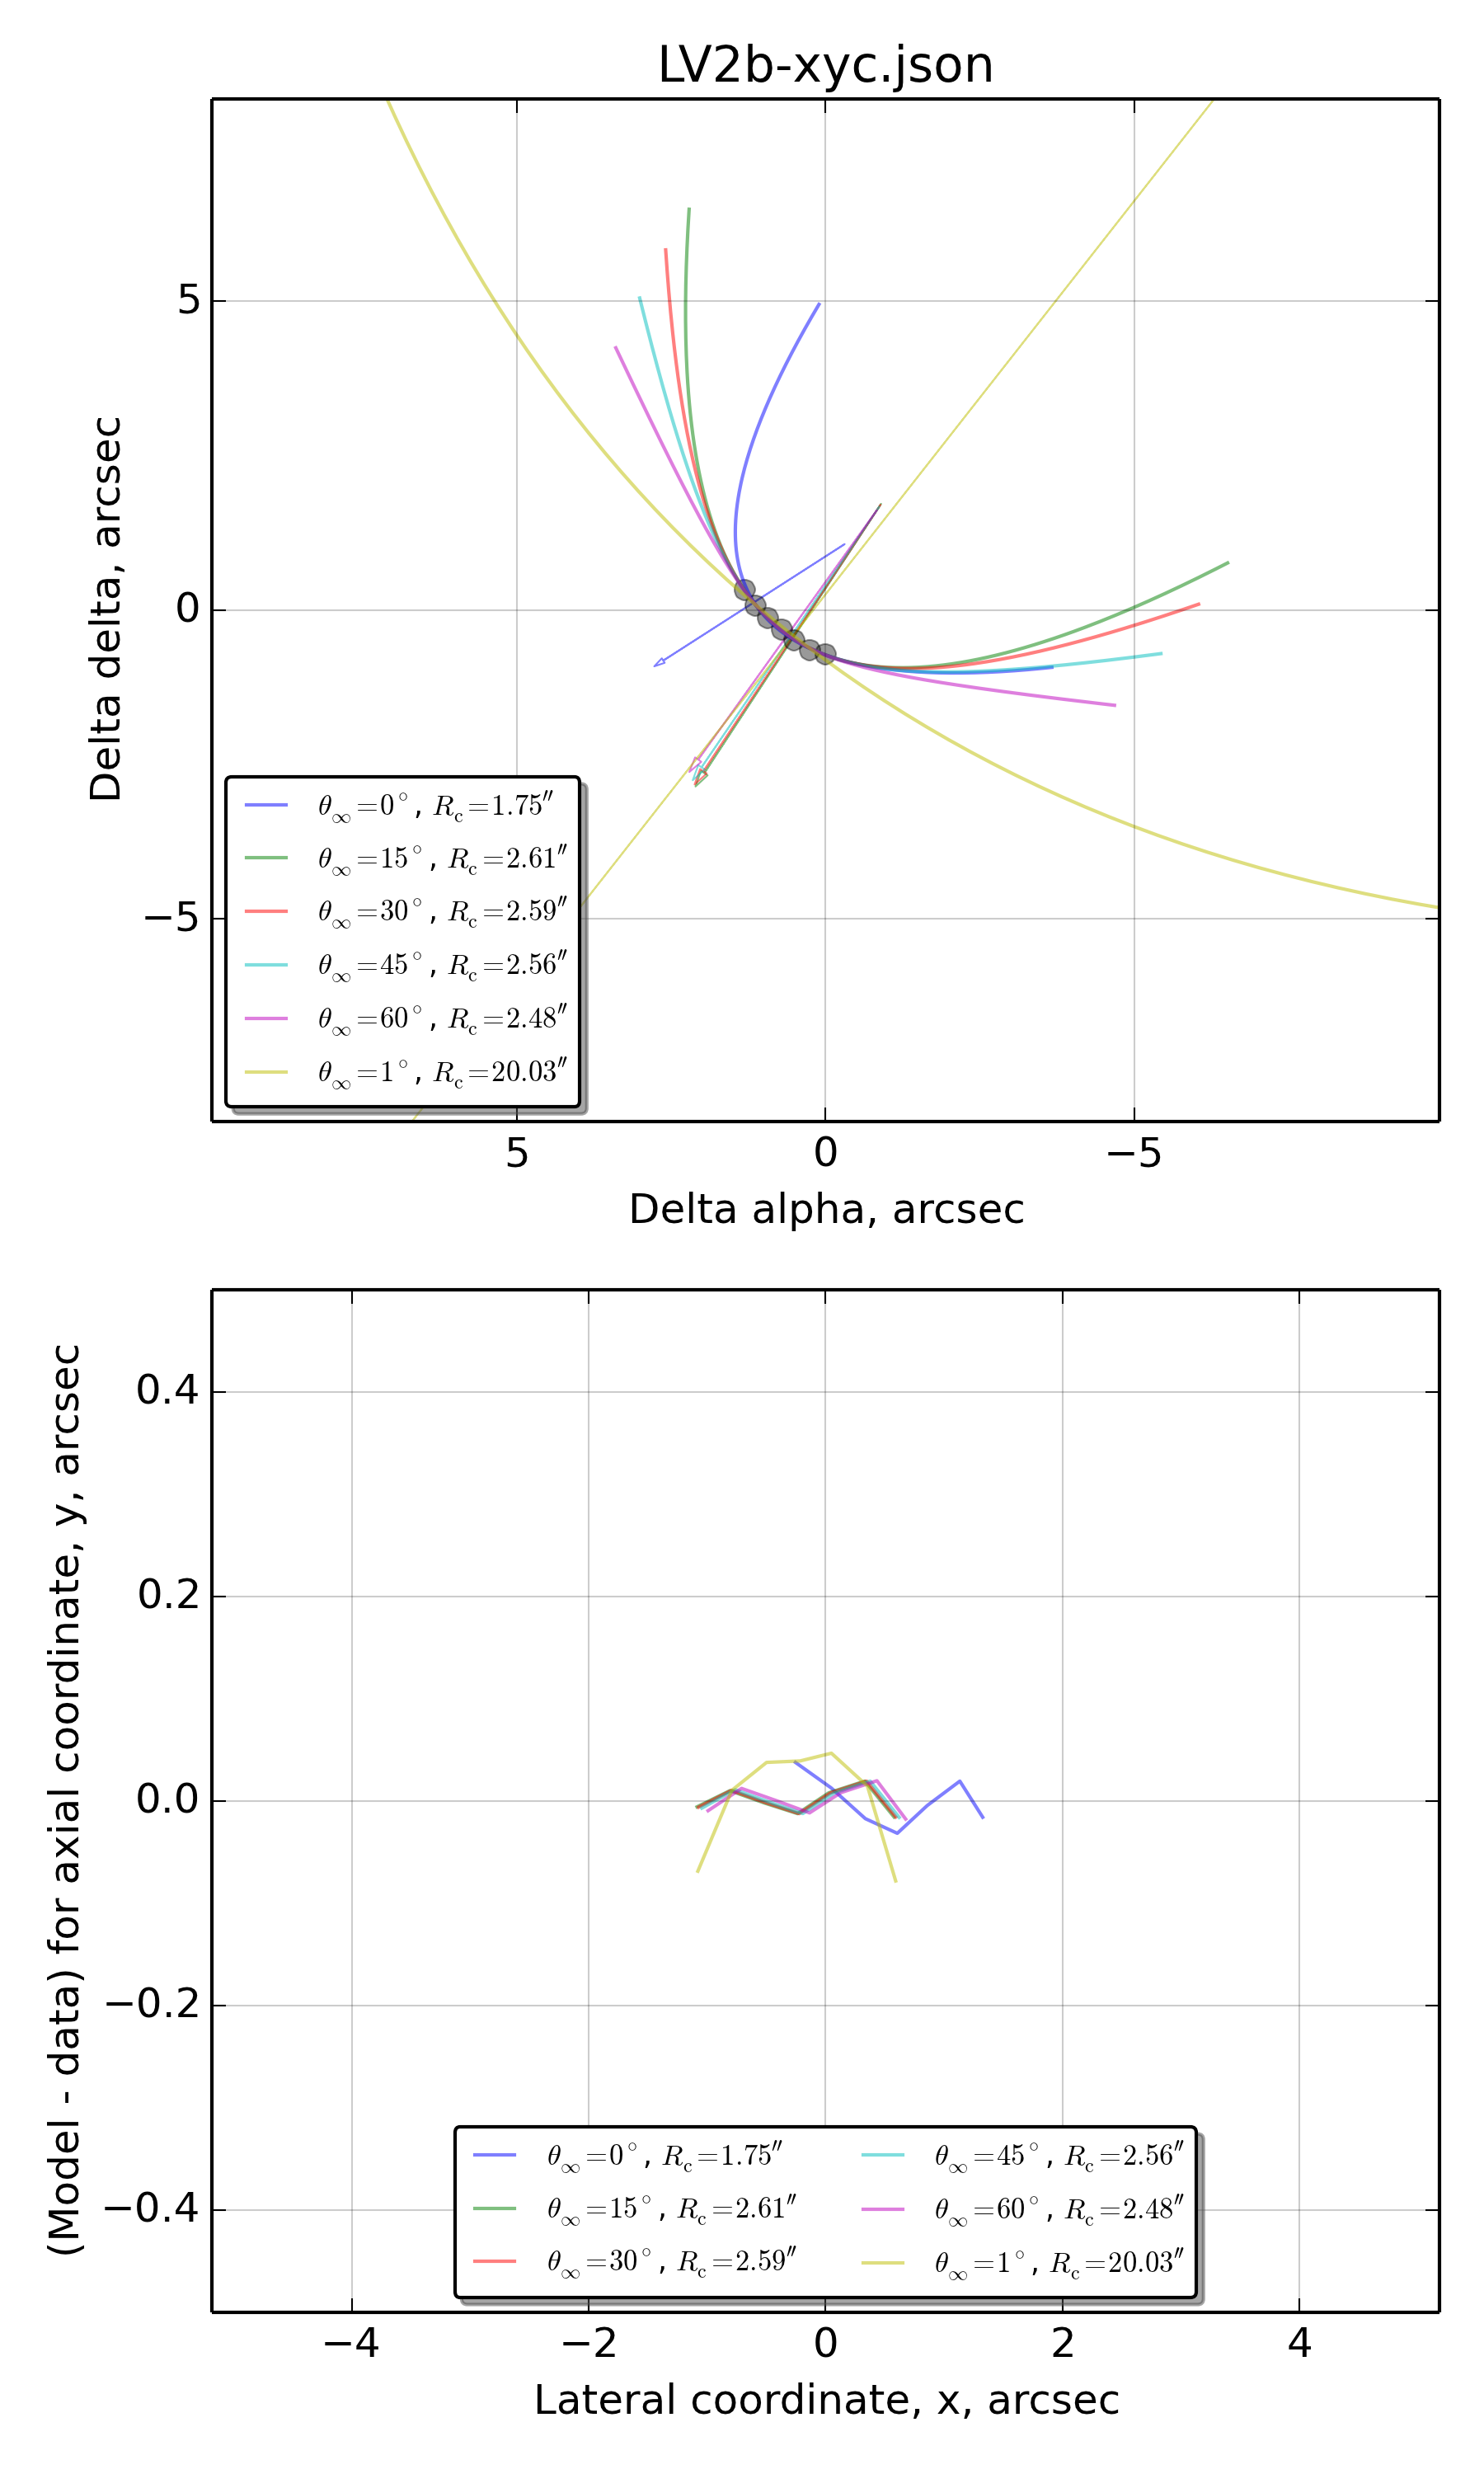 LV2b-xyc.json
Delta delta, arcsec
5
0
−5
θ∞=0°, Rc=1.75″
θ∞=15°, Rc=2.61″
θ∞=30°, Rc=2.59″
θ∞=45°, Rc=2.56″
θ∞=60°, Rc=2.48″
θ∞=1°, Rc=20.03″
5 0 −5
Delta alpha, arcsec
(Model - data) for axial coordinate, y, arcsec
0.4
0.2
0.0
−0.2
−0.4
θ∞=0°, Rc=1.75″ θ∞=45°, Rc=2.56″
θ∞=15°, Rc=2.61″ θ∞=60°, Rc=2.48″
θ∞=30°, Rc=2.59″ θ∞=1°, Rc=20.03″
−4 −2 0 2 4
Lateral coordinate, x, arcsec